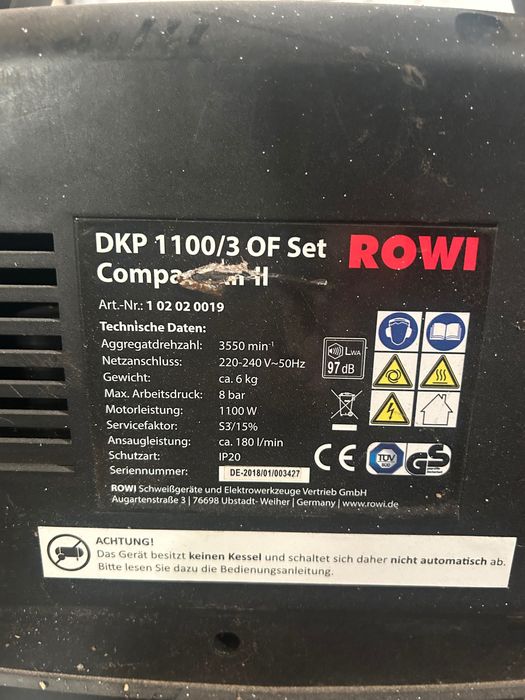 DKP 1100/3 OF Set
ROWI
II
Art.-Nr.: 1 02 02 0019
Technische Daten:
Aggregatdrehzahl: 3550 min⁻¹
Netzanschluss: 220-240 V~50Hz
Gewicht: ca. 6 kg
Max. Arbeitsdruck: 8 bar
Motorleistung: 1100 W
Servicefaktor: S3/15%
Ansaugleistung: ca. 180 l/min
Schutzart: IP20
Seriennummer: DE-2018/01/003427
LWA
97 dB
CE
TÜV
SÜD
GS
ROWI Schweißgeräte und Elektrowerkzeuge Vertrieb GmbH
Augartenstraße 3 | 76698 Ubstadt- Weiher | Germany | www.rowi.de
ACHTUNG!
Das Gerät besitzt keinen Kessel und schaltet sich daher nicht automatisch ab.
Bitte lesen Sie dazu die Bedienungsanleitung.